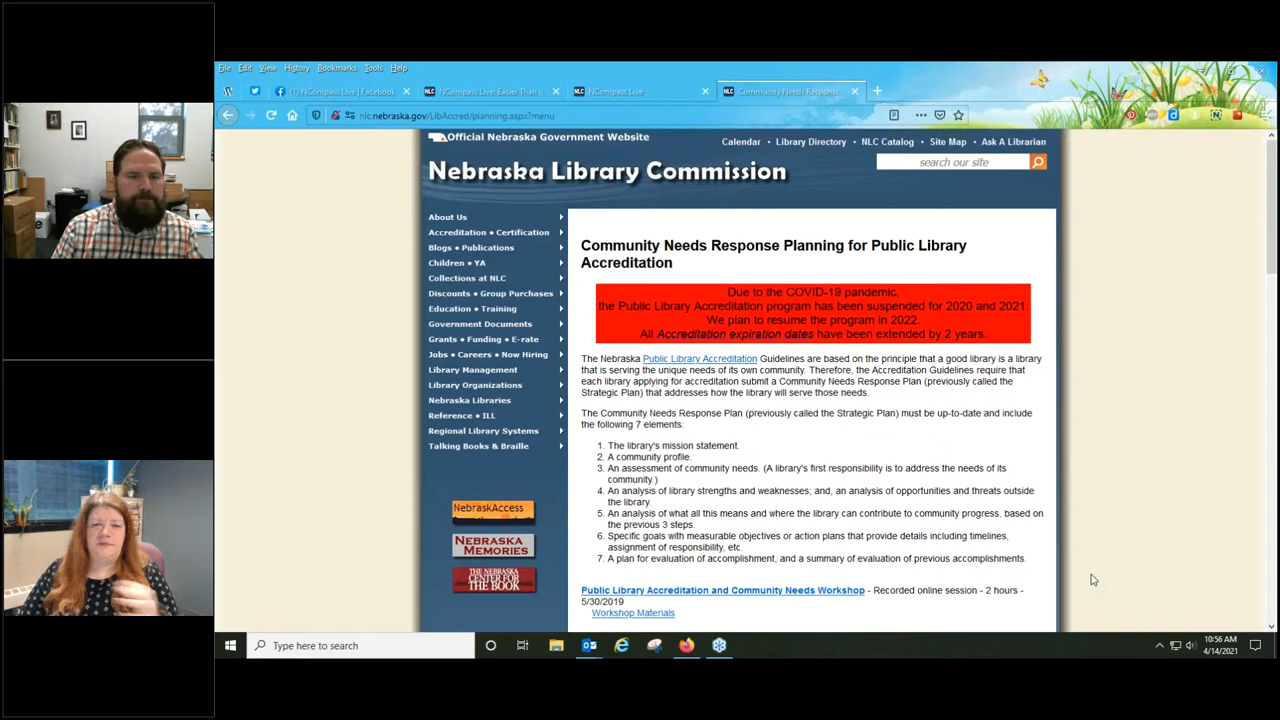 File Edit View History Bookmarks Tools Help
(1) NCompass Live | Facebook
NCompass Live: Easier Than
NCompass Live
Community Needs Response
nlc.nebraska.gov/LibAccred/planning.aspx?menu
Official Nebraska Government Website
Calendar • Library Directory • NLC Catalog • Site Map • Ask A Librarian
Nebraska Library Commission
search our site
About Us
Accreditation • Certification
Blogs • Publications
Children • YA
Collections at NLC
Discounts • Group Purchases
Education • Training
Government Documents
Grants • Funding • E-rate
Jobs • Careers • Now Hiring
Library Management
Library Organizations
Nebraska Libraries
Reference • ILL
Regional Library Systems
Talking Books & Braille
NebraskAccess
NEBRASKA
MEMORIES
THE NEBRASKA
CENTER FOR
THE BOOK
Community Needs Response Planning for Public Library
Accreditation
Due to the COVID-19 pandemic,
the Public Library Accreditation program has been suspended for 2020 and 2021.
We plan to resume the program in 2022.
All Accreditation expiration dates have been extended by 2 years.
The Nebraska Public Library Accreditation Guidelines are based on the principle that a good library is a library
that is serving the unique needs of its own community. Therefore, the Accreditation Guidelines require that
each library applying for accreditation submit a Community Needs Response Plan (previously called the
Strategic Plan) that addresses how the library will serve those needs.
The Community Needs Response Plan (previously called the Strategic Plan) must be up-to-date and include
the following 7 elements:
1. The library's mission statement.
2. A community profile.
3. An assessment of community needs. (A library's first responsibility is to address the needs of its
community.)
4. An analysis of library strengths and weaknesses; and, an analysis of opportunities and threats outside
the library.
5. An analysis of what all this means and where the library can contribute to community progress, based on
the previous 3 steps.
6. Specific goals with measurable objectives or action plans that provide details including timelines,
assignment of responsibility, etc.
7. A plan for evaluation of accomplishment, and a summary of evaluation of previous accomplishments.
Public Library Accreditation and Community Needs Workshop - Recorded online session - 2 hours -
5/30/2019
Workshop Materials
Type here to search
10:56 AM
4/14/2021